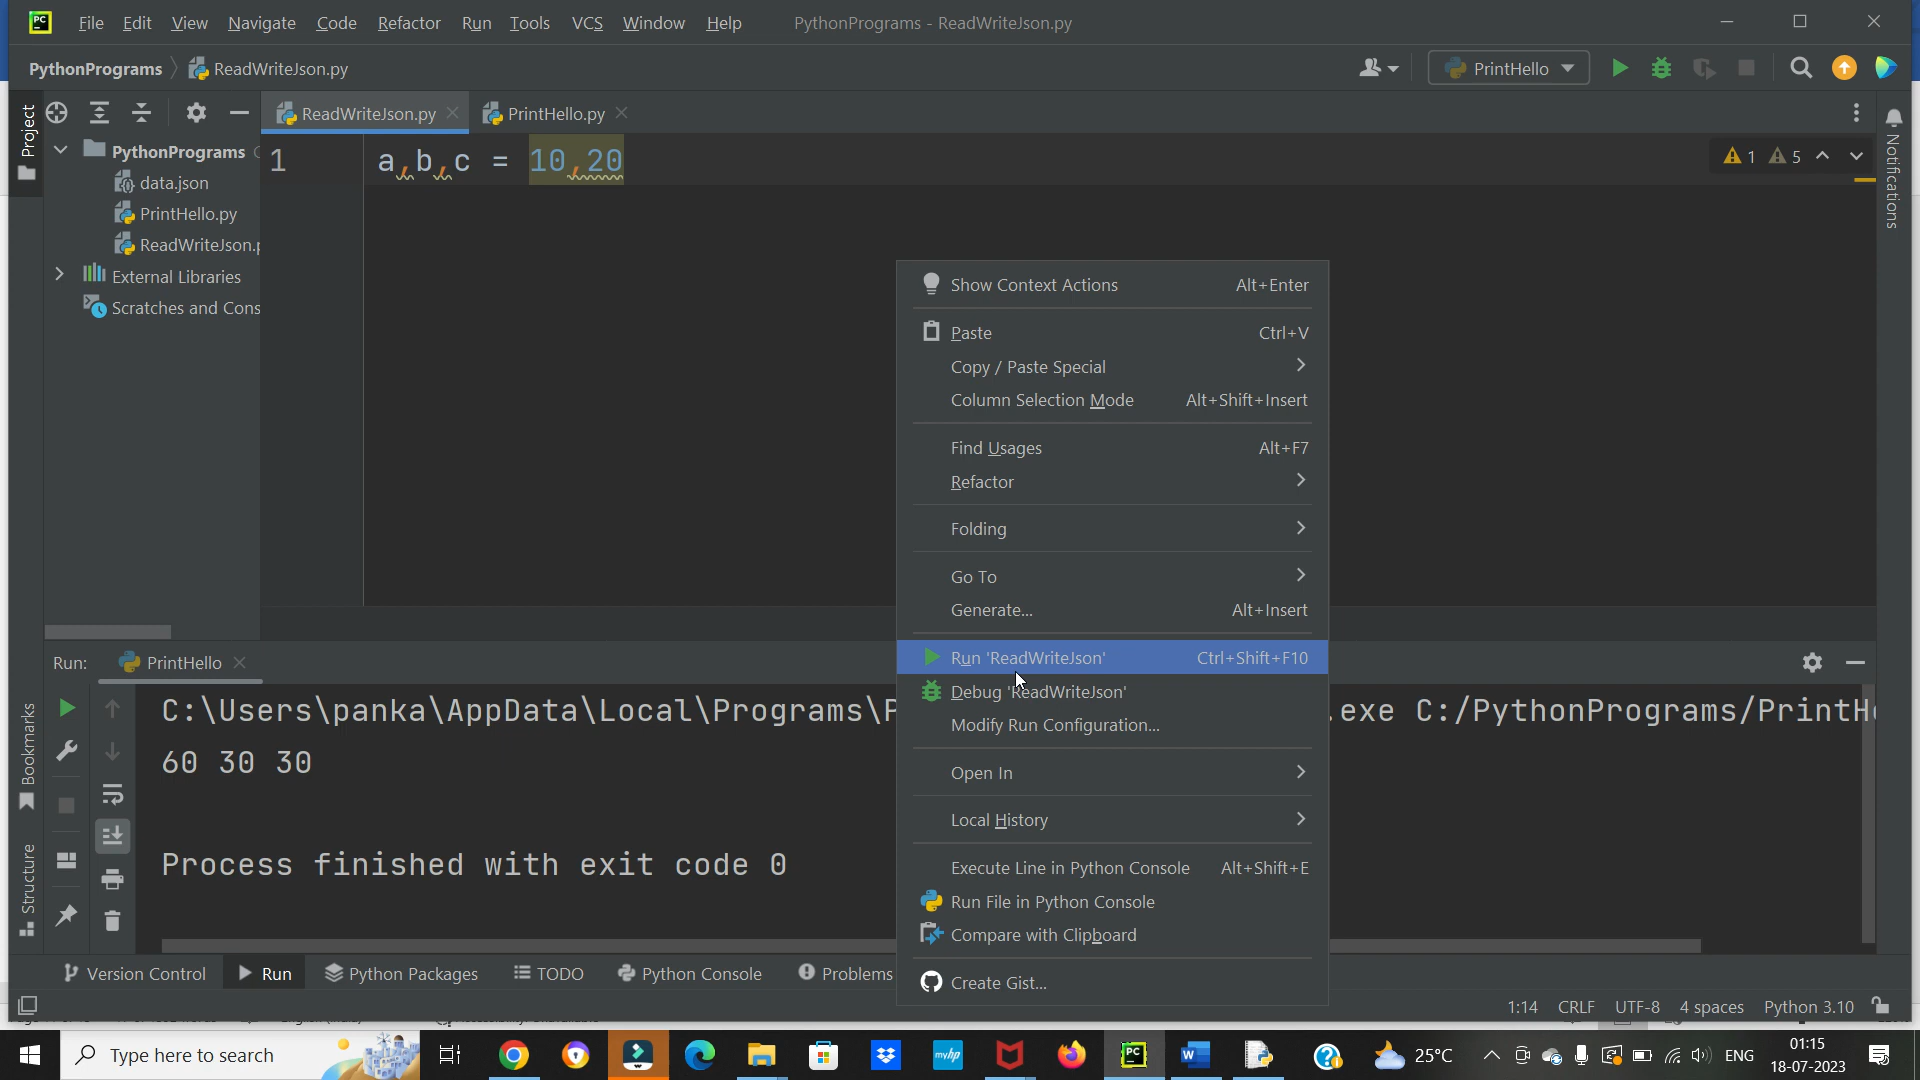 PC File Edit View Navigate Code Refactor Run Tools VCS Window Help PythonPrograms - ReadWriteJson.py
PythonPrograms ReadWriteJson.py PrintHello
Project
ReadWriteJson.py PrintHello.py
Notifications
PythonPrograms
data.json
PrintHello.py
ReadWriteJson.p
External Libraries
Scratches and Cons
1 a,b,c = 10,20
1 5
Show Context Actions Alt+Enter
Paste Ctrl+V
Copy / Paste Special
Column Selection Mode Alt+Shift+Insert
Find Usages Alt+F7
Refactor
Folding
Go To
Generate... Alt+Insert
Run 'ReadWriteJson' Ctrl+Shift+F10
Debug 'ReadWriteJson'
Modify Run Configuration...
Open In
Local History
Execute Line in Python Console Alt+Shift+E
Run File in Python Console
Compare with Clipboard
Create Gist...
Run: PrintHello
C:\Users\panka\AppData\Local\Programs\P .exe C:/PythonPrograms/PrintHe
60 30 30
Process finished with exit code 0
Bookmarks
Structure
Version Control Run Python Packages TODO Python Console Problems
1:14 CRLF UTF-8 4 spaces Python 3.10
Type here to search
myhp
PC
W
25°C
ENG
01:15
18-07-2023